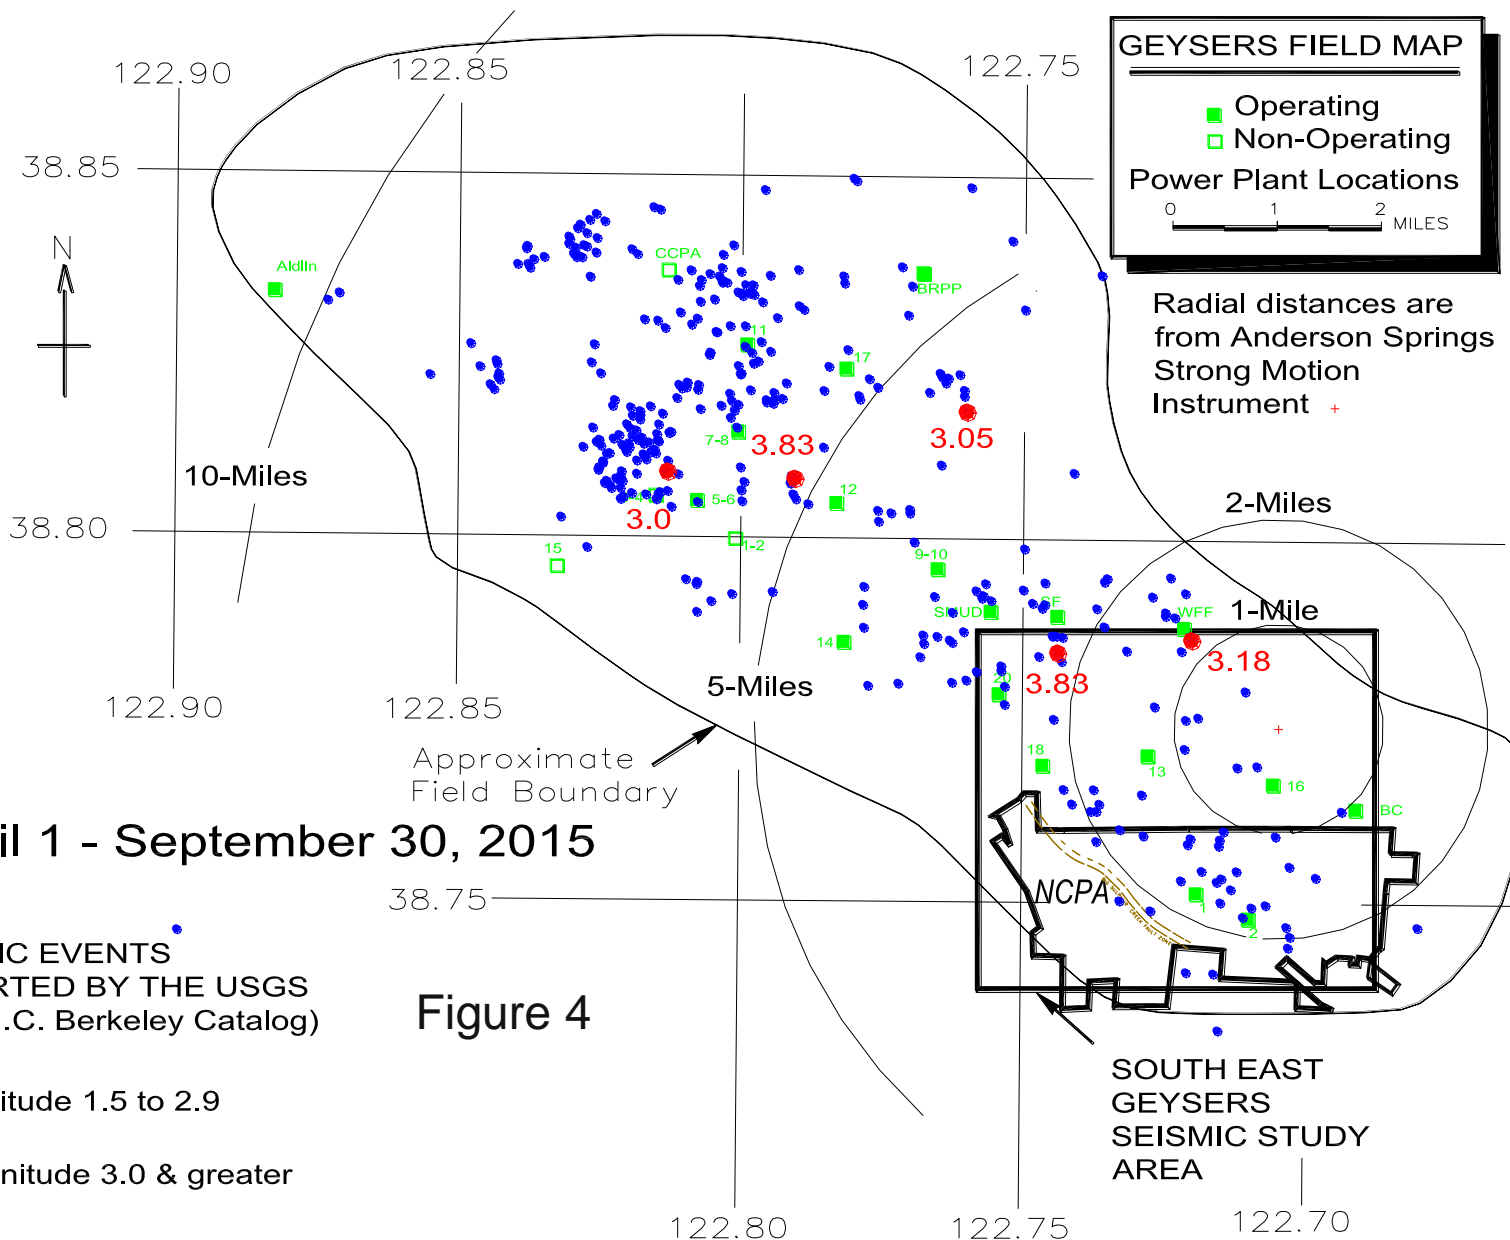 GEYSERS FIELD MAP
Operating
Non-Operating
Power Plant Locations
0 1 2 MILES
122.90
122.85
122.75
38.85
N
Radial distances are
from Anderson Springs
Strong Motion
Instrument +
Aldlin
CCPA
BRPP
11
17
7-8
3.83
3.05
10-Miles
5-6
12
3.0
2-Miles
38.80
15
1-2
9-10
SMUD
SF
WFF
1-Mile
14
3.18
5-Miles
20
3.83
122.90
122.85
Approximate
Field Boundary
18
13
16
BC
il 1 - September 30, 2015
38.75
NCPA
1
2
IC EVENTS
RTED BY THE USGS
.C. Berkeley Catalog)
Figure 4
itude 1.5 to 2.9
nitude 3.0 & greater
SOUTH EAST
GEYSERS
SEISMIC STUDY
AREA
122.80
122.75
122.70